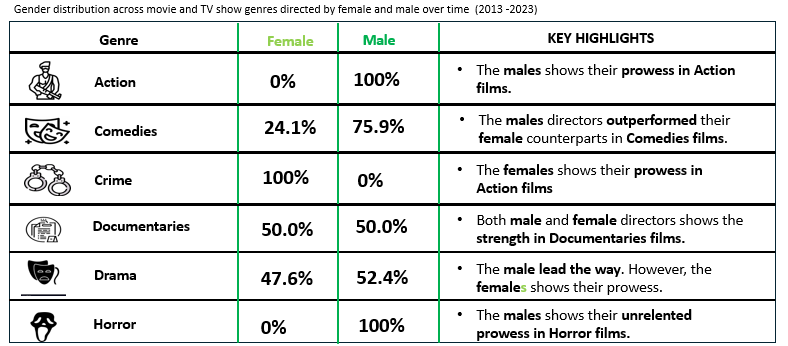 Gender distribution across movie and TV show genres directed by female and male over time  (2013 -2023)
Genre Female Male KEY HIGHLIGHTS
Action 0% 100% • The males shows their prowess in Action
films.
Comedies 24.1% 75.9% • The males directors outperformed their
female counterparts in Comedies films.
Crime 100% 0% • The females shows their prowess in
Action films
Documentaries 50.0% 50.0% • Both male and female directors shows the
strength in Documentaries films.
Drama 47.6% 52.4% • The male lead the way. However, the
females shows their prowess.
Horror 0% 100% • The males shows their unrelented
prowess in Horror films.